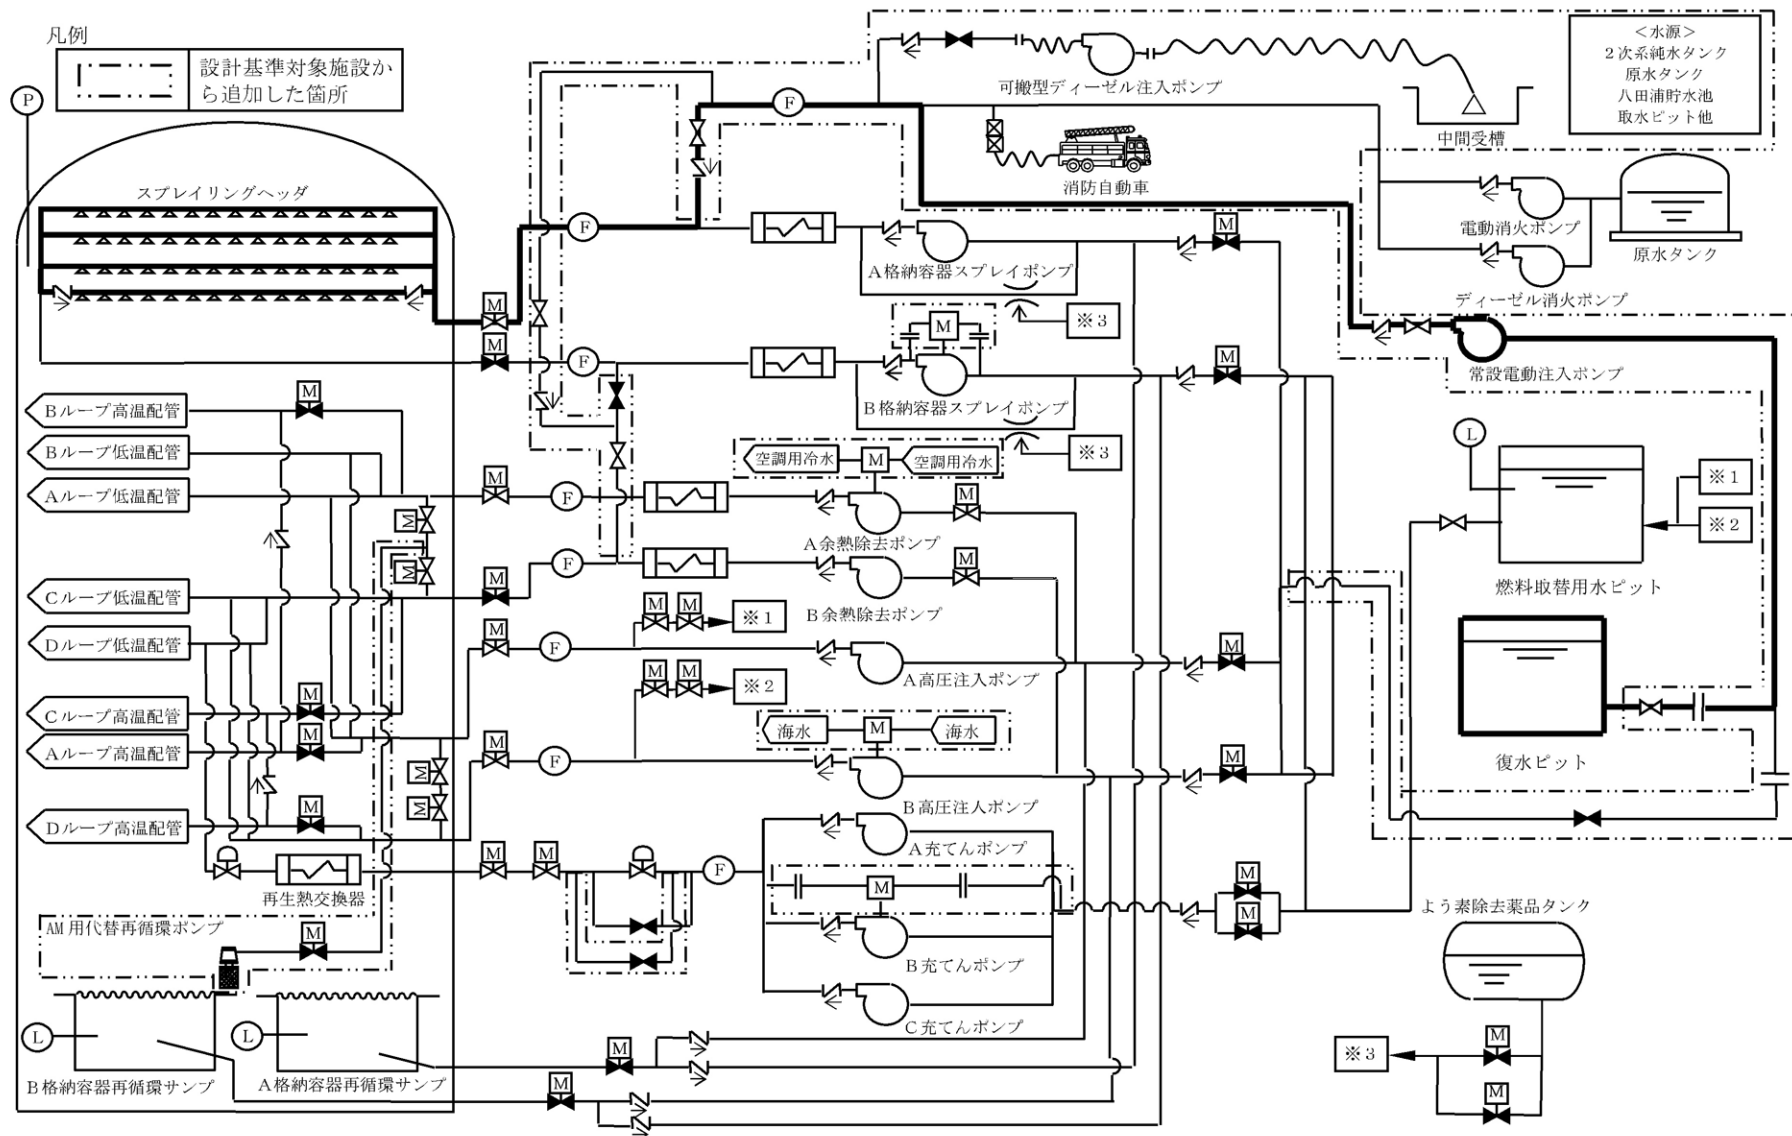 凡例
設計基準対象施設か
ら追加した箇所
P
スプレイリングヘッダ
F
F
可搬型ディーゼル注入ポンプ
消防自動車
中間受槽
＜水源＞
２次系純水タンク
原水タンク
八田浦貯水池
取水ピット他
電動消火ポンプ
原水タンク
ディーゼル消火ポンプ
M
A格納容器スプレイポンプ
※3
M
M
M
F
M
M
B格納容器スプレイポンプ
※3
常設電動注入ポンプ
Bループ高温配管
M
Bループ低温配管
Aループ低温配管
M
M
F
空調用冷水
M
空調用冷水
M
A余熱除去ポンプ
L
※1
※2
燃料取替用水ピット
Cループ低温配管
M
M
F
M
B余熱除去ポンプ
Dループ低温配管
M
F
M
M
※1
A高圧注入ポンプ
M
M
M
※2
Cループ高温配管
M
Aループ高温配管
M
M
M
M
F
海水
M
海水
B高圧注人ポンプ
M
復水ピット
Dループ高温配管
M
再生熱交換器
M
M
F
A充てんポンプ
M
B充てんポンプ
C充てんポンプ
M
M
よう素除去薬品タンク
AM用代替再循環ポンプ
M
L
L
B格納容器再循環サンプ
A格納容器再循環サンプ
M
M
※3
M
M